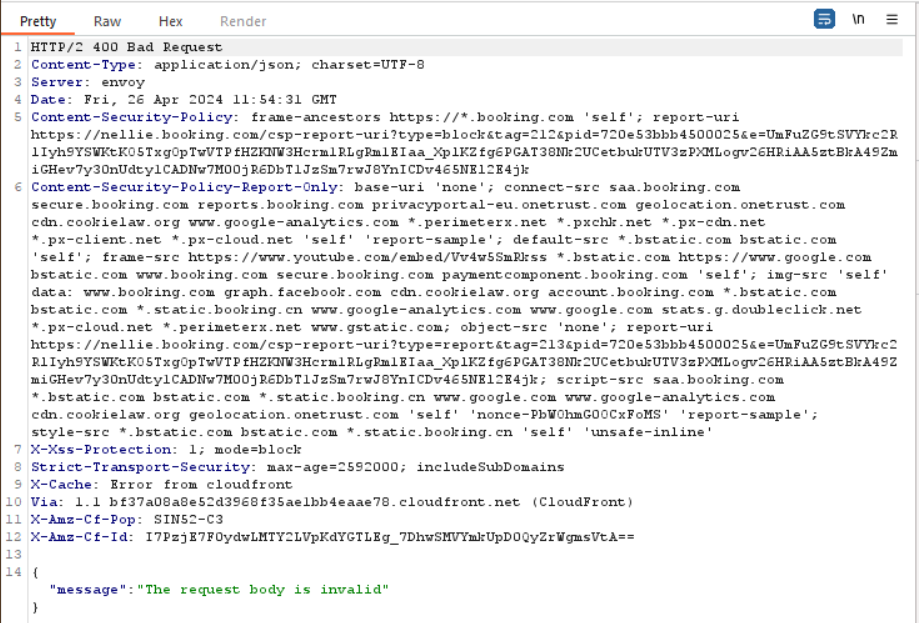 Pretty Raw Hex Render \n
1 HTTP/2 400 Bad Request
2 Content-Type: application/json; charset=UTF-8
3 Server: envoy
4 Date: Fri, 26 Apr 2024 11:54:31 GMT
5 Content-Security-Policy: frame-ancestors https://*.booking.com 'self'; report-uri
https://nellie.booking.com/csp-report-uri?type=block&tag=212&pid=720e53bbb4500025&e=UmFuZG9tSVYkc2R
6 Content-Security-Policy-Report-Only: base-uri 'none'; connect-src saa.booking.com
secure.booking.com reports.booking.com privacyportal-eu.onetrust.com geolocation.onetrust.com
cdn.cookielaw.org www.google-analytics.com *.perimeterx.net *.pxchk.net *.px-cdn.net
*.px-client.net *.px-cloud.net 'self' 'report-sample'; default-src *.bstatic.com bstatic.com
'self'; frame-src https://www.youtube.com/embed/Vv4w5SmRkss *.bstatic.com https://www.google.com
bstatic.com www.booking.com secure.booking.com paymentcomponent.booking.com 'self'; img-src 'self'
data: www.booking.com graph.facebook.com cdn.cookielaw.org account.booking.com *.bstatic.com
bstatic.com *.static.booking.cn www.google-analytics.com www.google.com stats.g.doubleclick.net
*.px-cloud.net *.perimeterx.net www.gstatic.com; object-src 'none'; report-uri
https://nellie.booking.com/csp-report-uri?type=report&tag=213&pid=720e53bbb4500025&e=UmFuZG9tSVYkc2
script-src saa.booking.com
*.bstatic.com bstatic.com *.static.booking.cn www.google.com www.google-analytics.com
cdn.cookielaw.org geolocation.onetrust.com 'self' 'nonce-PbW0hmG00CxFoMS' 'report-sample';
style-src *.bstatic.com bstatic.com *.static.booking.cn 'self' 'unsafe-inline'
7 X-Xss-Protection: 1; mode=block
8 Strict-Transport-Security: max-age=2592000; includeSubDomains
9 X-Cache: Error from cloudfront
10 Via: 1.1 bf37a08a8e52d3968f35ae1bb4eaae78.cloudfront.net (CloudFront)
11 X-Amz-Cf-Pop: SIN52-C3
12 X-Amz-Cf-Id:
13
14 {
"message":"The request body is invalid"
}